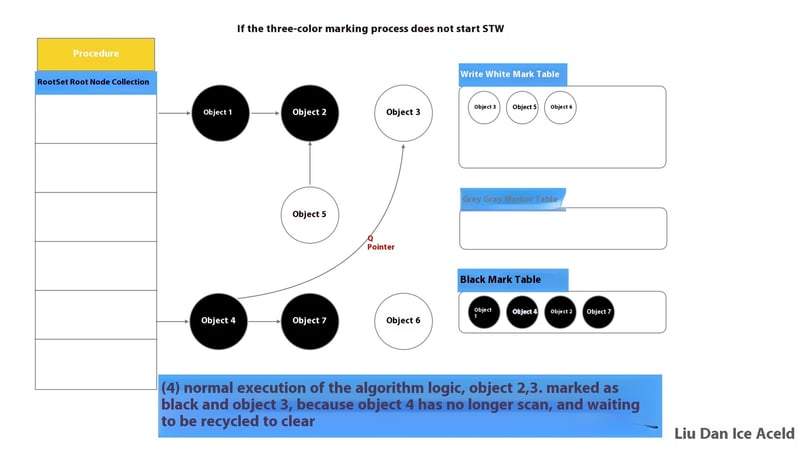 If the three-color marking process does not start STW
Procedure
RootSet Root Node Collection
Object 1
Object 2
Object 3
Object 5
Q
Pointer
Object 4
Object 7
Object 6
Write White Mark Table
Object 3
Object 5
Object 6
Grey Gray Marker Table
Black Mark Table
Object
1
Object 4
Object 2
Object 7
(4) normal execution of the algorithm logic, object 2,3. marked as
black and object 3, because object 4 has no longer scan, and waiting
to be recycled to clear
Liu Dan Ice Aceld